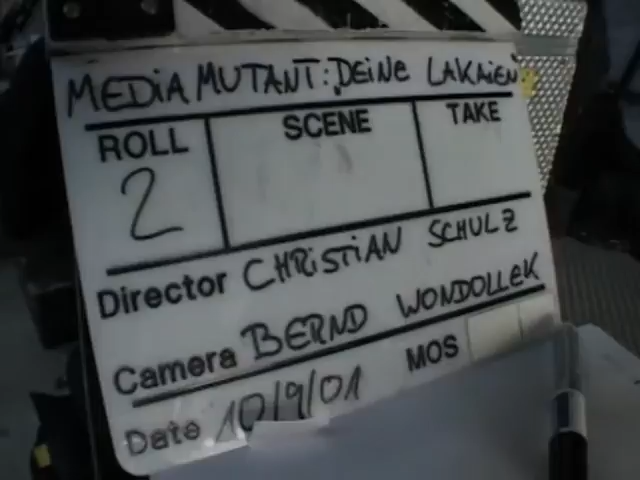 MEDIA MUTANT: "DEINE LAKAIEN"
ROLL SCENE TAKE
2
Director CHRISTIAN SCHULZ
Camera BERND WONDOLLEK
Date 10/9/01 MOS